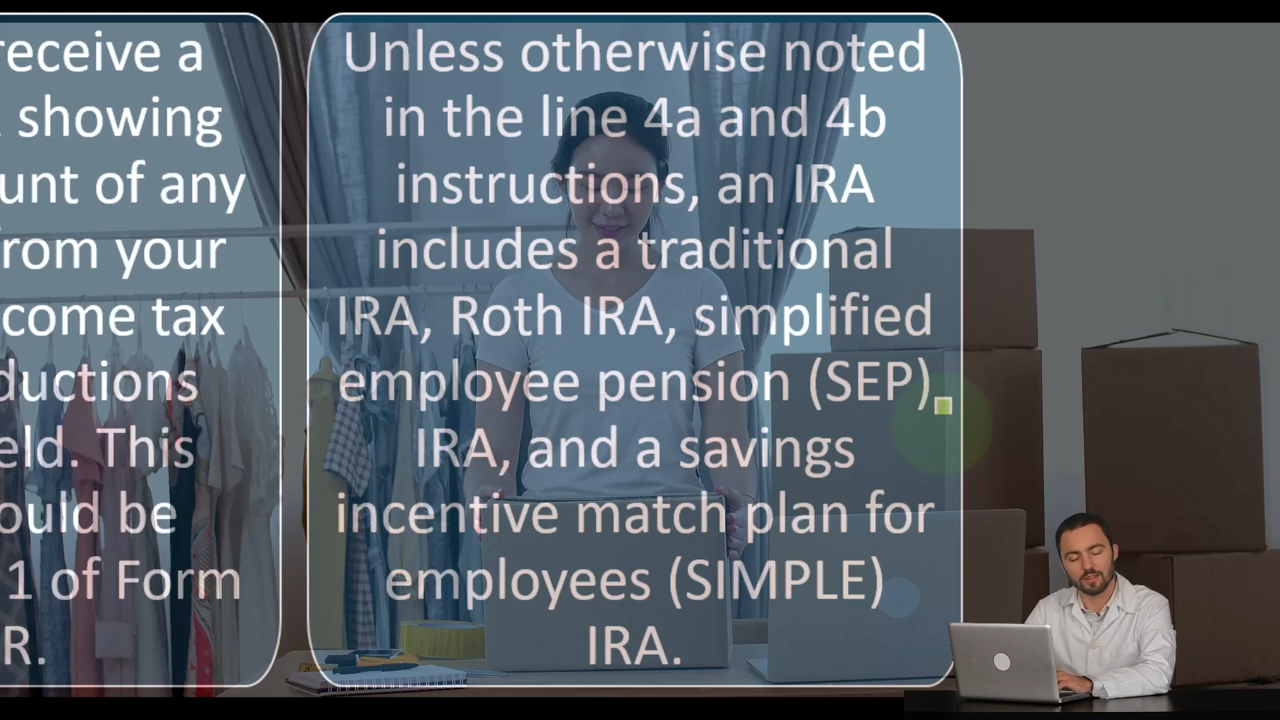 receive a
showing
unt of any
from your
come tax
ductions
eld. This
ould be
1 of Form
R.
Unless otherwise noted
in the line 4a and 4b
instructions, an IRA
includes a traditional
IRA, Roth IRA, simplified
employee pension (SEP)
IRA, and a savings
incentive match plan for
employees (SIMPLE)
IRA.